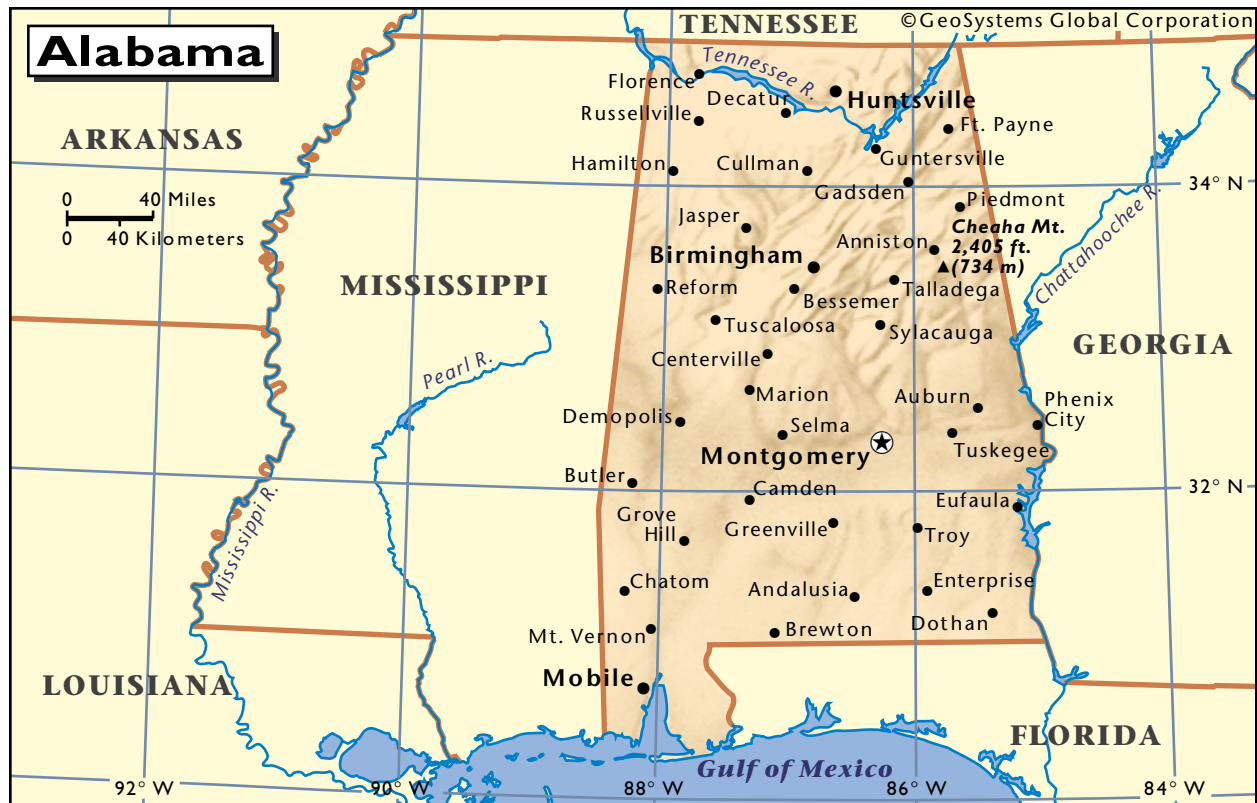 TENNESSEE
©GeoSystems Global Corporation
Alabama
Tennessee R.
Florence
Decatur
Huntsville
Russellville
Ft. Payne
ARKANSAS
Hamilton
Cullman
Guntersville
Gadsden
34° N
0 40 Miles
0 40 Kilometers
Piedmont
Chattahoochee R.
Jasper
Cheaha Mt.
2,405 ft.
(734 m)
Anniston
Birmingham
MISSISSIPPI
Reform
Bessemer
Talladega
Tuscaloosa
Sylacauga
GEORGIA
Centerville
Pearl R.
Marion
Auburn
Phenix
City
Demopolis
Selma
Montgomery
Tuskegee
Butler
Camden
32° N
Eufaula
Mississippi R.
Grove
Hill
Greenville
Troy
Chatom
Andalusia
Enterprise
Dothan
Mt. Vernon
Brewton
Mobile
LOUISIANA
FLORIDA
Gulf of Mexico
92° W
90° W
88° W
86° W
84° W